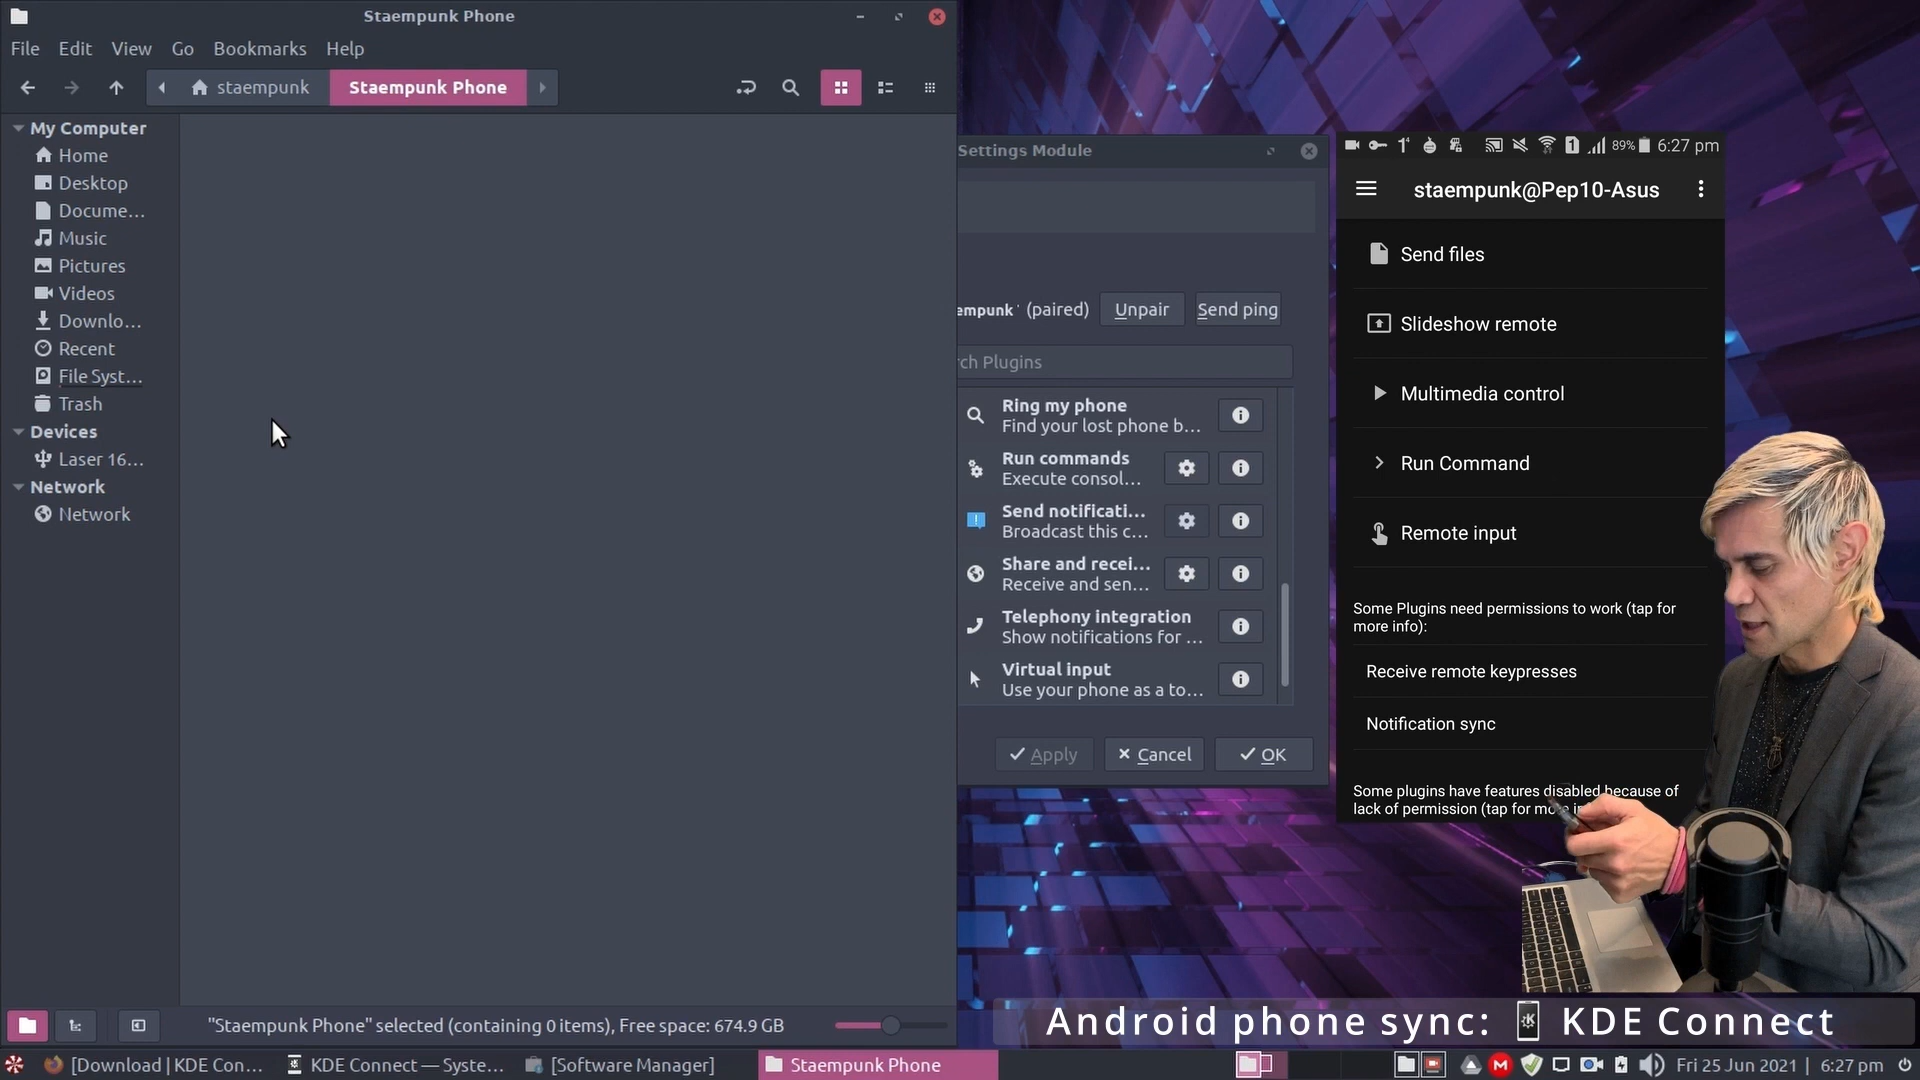 Staempunk Phone
File Edit View Go Bookmarks Help
staempunk Staempunk Phone
My Computer
Home
Desktop
Docume...
Music
Pictures
Videos
Downlo...
Recent
File Syst...
Trash
Devices
Laser 16...
Network
Network
"Staempunk Phone" selected (containing 0 items), Free space: 674.9 GB
Settings Module
empunk' (paired) Unpair Send ping
rch Plugins
Ring my phone
Find your lost phone b...
Run commands
Execute consol...
Send notificati...
Broadcast this c...
Share and recei...
Receive and sen...
Telephony integration
Show notifications for ...
Virtual input
Use your phone as a to...
Apply Cancel OK
89% 6:27 pm
staempunk@Pep10-Asus
Send files
Slideshow remote
Multimedia control
Run Command
Remote input
Some Plugins need permissions to work (tap for
more info):
Receive remote keypresses
Notification sync
Some plugins have features disabled because of
lack of permission (tap for more in
Android phone sync: KDE Connect
[Download | KDE Con... KDE Connect — Syste... [Software Manager] Staempunk Phone Fri 25 Jun 2021 | 6:27 pm